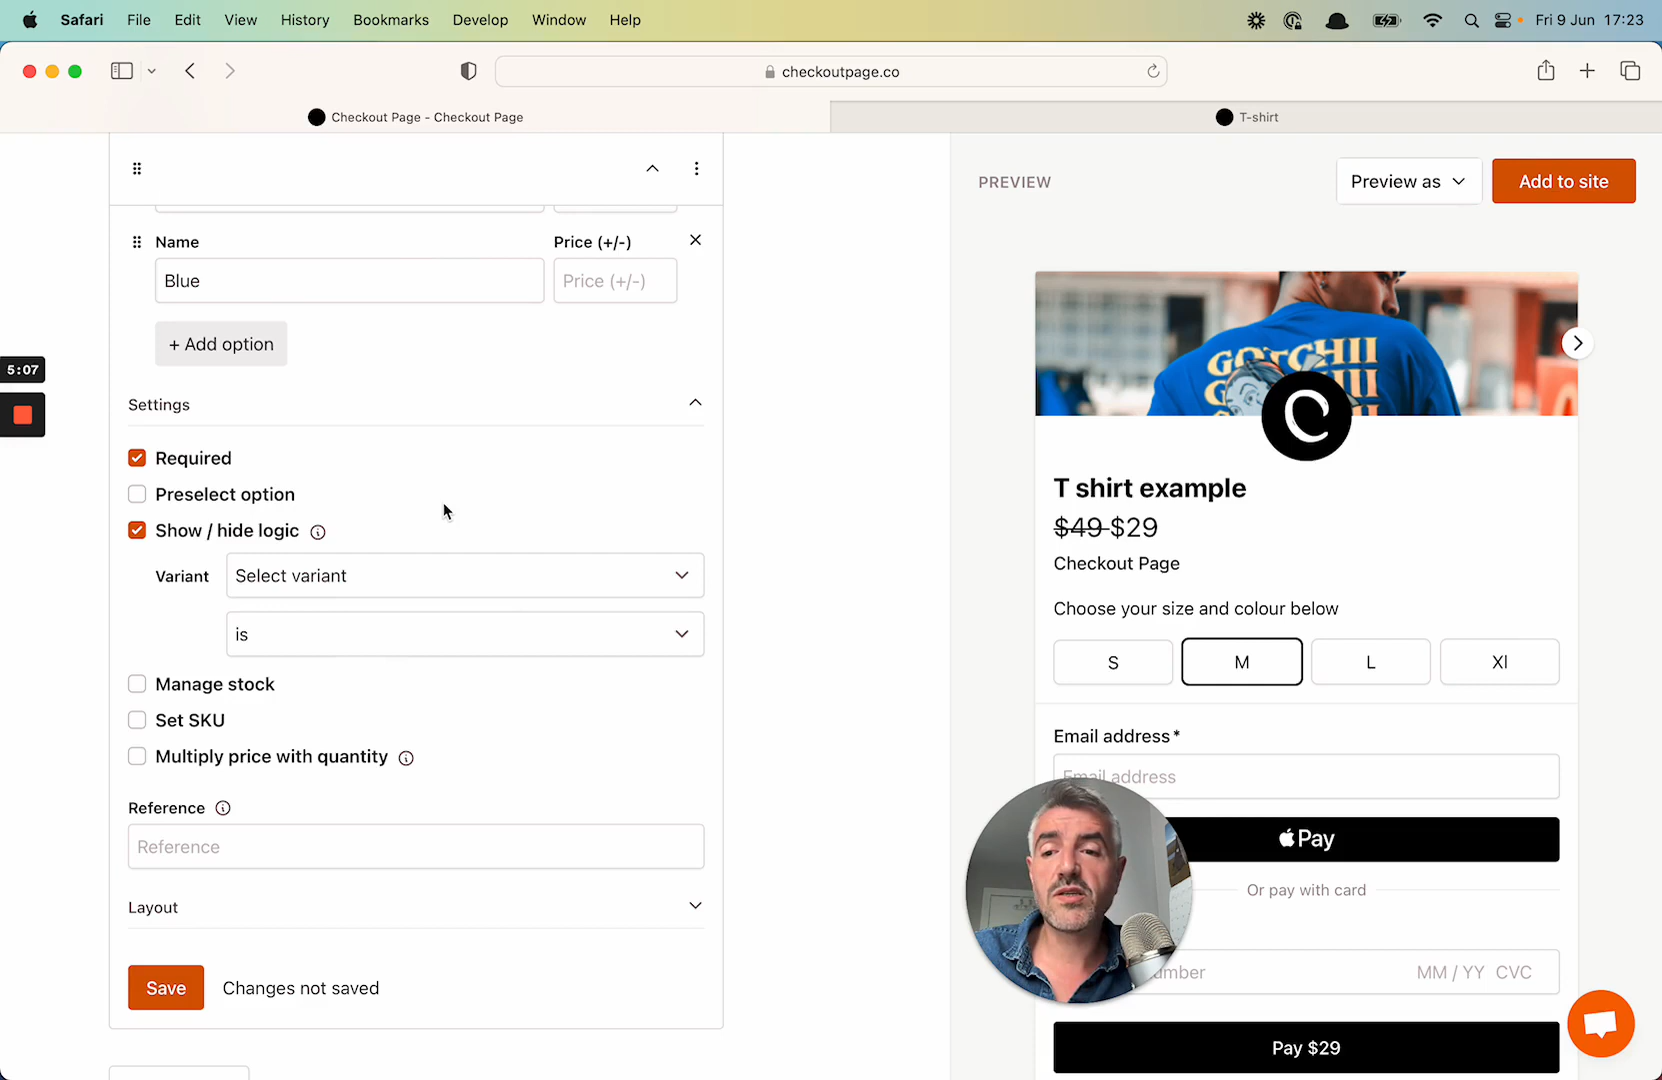 Safari File Edit View History Bookmarks Develop Window Help Fri 9 Jun 17:23
checkoutpage.co
Checkout Page - Checkout Page
T-shirt
PREVIEW
Preview as
Add to site
Name
Price (+/-)
Blue
Price (+/-)
+ Add option
5:07
Settings
Required
Preselect option
Show / hide logic
Variant
Select variant
is
Manage stock
Set SKU
Multiply price with quantity
Reference
Reference
Layout
Save
Changes not saved
GOTCHII
T shirt example
$49 $29
Checkout Page
Choose your size and colour below
S
M
L
Xl
Email address*
Email address
Pay
Or pay with card
MM / YY CVC
Pay $29